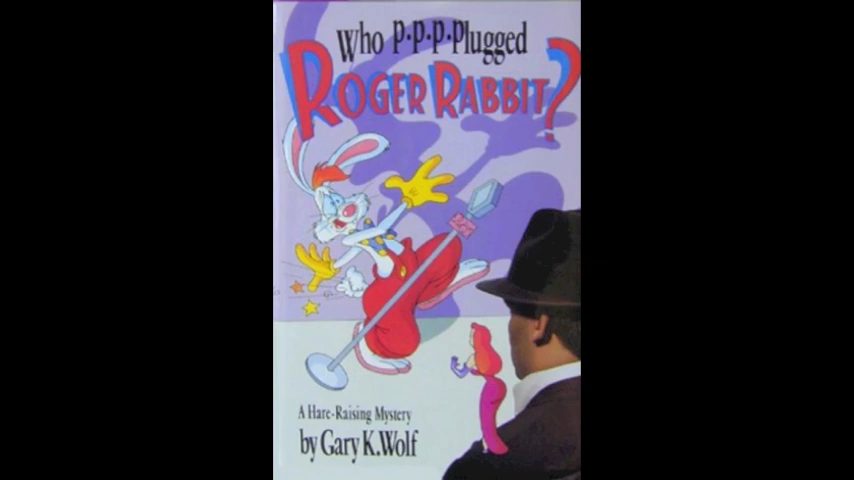 Who P·P·P·Plugged
ROGER RABBIT?
A Hare-Raising Mystery
by Gary K. Wolf